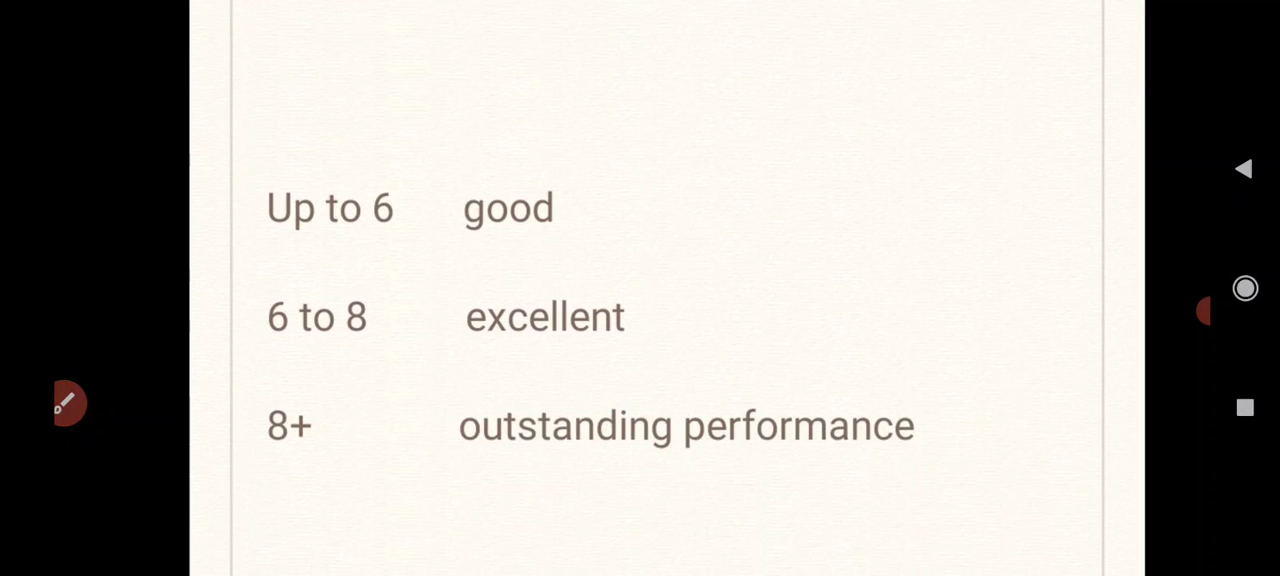 Up to 6 good
6 to 8 excellent
8+ outstanding performance